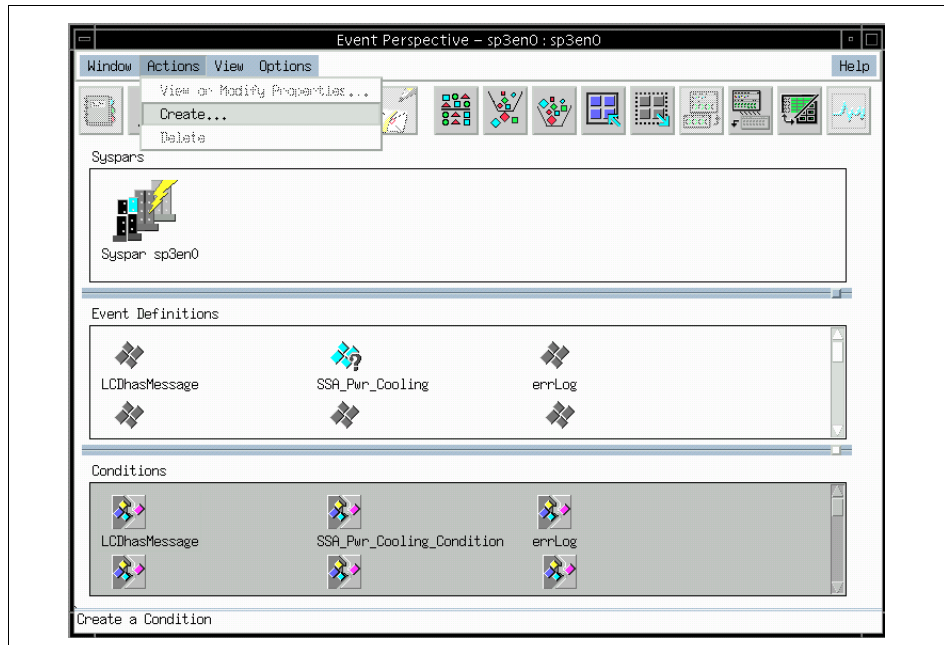 Event Perspective – sp3en0 : sp3en0
Window Actions View Options Help
View or Modify Properties...
Create...
Delete
Syspars
Syspar sp3en0
Event Definitions
LCDhasMessage SSA_Pwr_Cooling errLog
Conditions
LCDhasMessage SSA_Pwr_Cooling_Condition errLog
Create a Condition